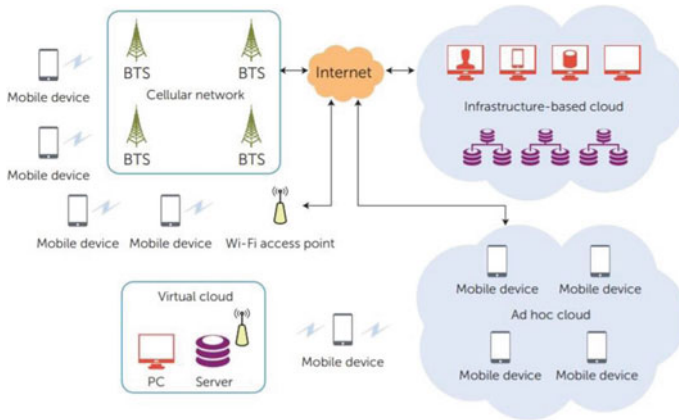 BTS
BTS
Internet
Mobile device
Cellular network
Infrastructure-based cloud
BTS
BTS
Mobile device
Mobile device
Mobile device
Wi-Fi access point
Virtual cloud
Mobile device
Mobile device
Ad hoc cloud
PC
Server
Mobile device
Mobile device
Mobile device